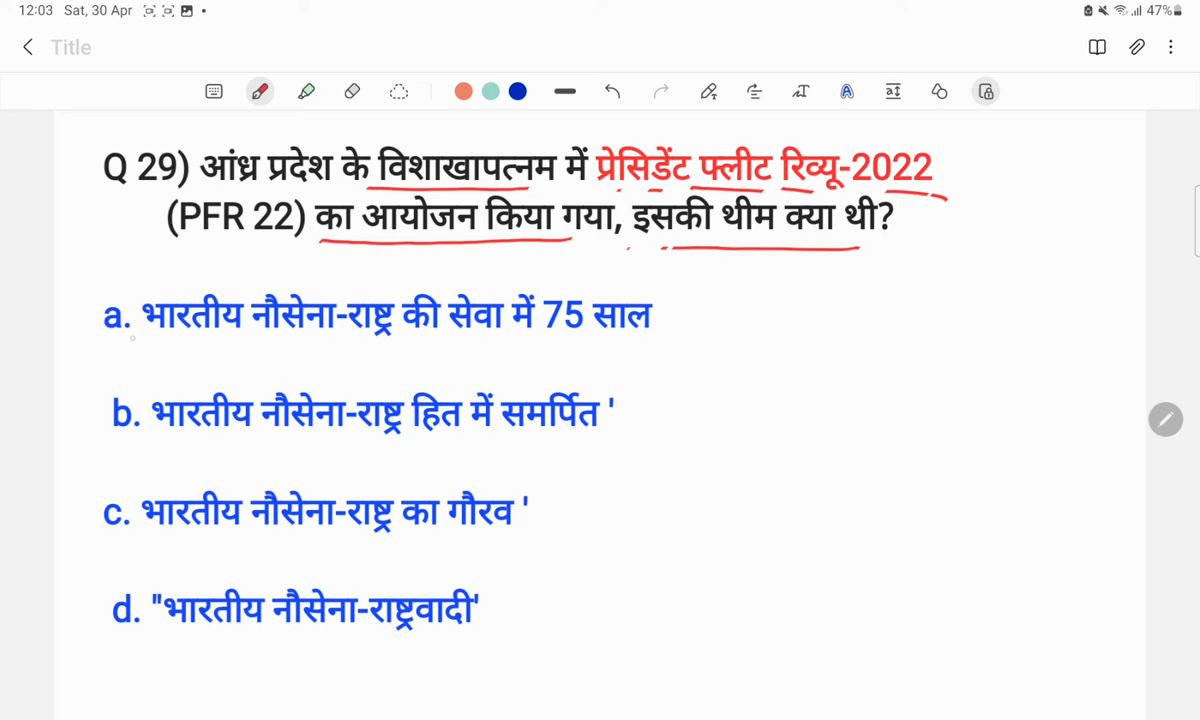 12:03 Sat, 30 Apr
47%
Title
Q 29) आंध्र प्रदेश के विशाखापत्नम में प्रेसिडेंट फ्लीट रिव्यू-2022
(PFR 22) का आयोजन किया गया, इसकी थीम क्या थी?
a. भारतीय नौसेना-राष्ट्र की सेवा में 75 साल
b. भारतीय नौसेना-राष्ट्र हित में समर्पित '
c. भारतीय नौसेना-राष्ट्र का गौरव '
d. "भारतीय नौसेना-राष्ट्रवादी'